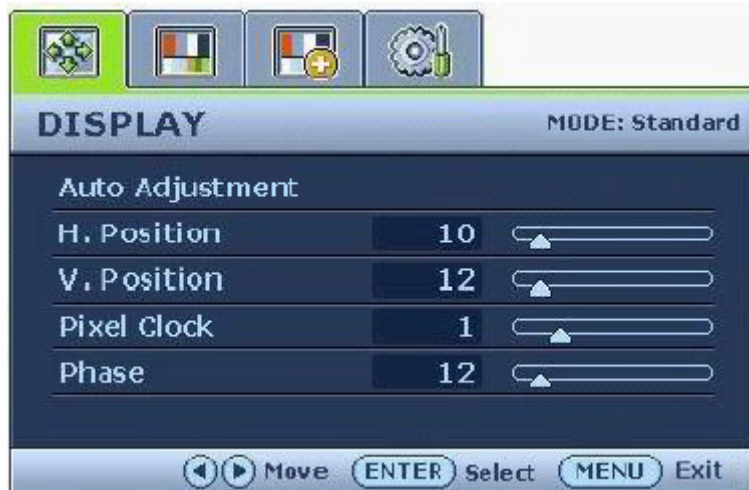 DISPLAY MODE: Standard
Auto Adjustment
H. Position 10
V. Position 12
Pixel Clock 1
Phase 12
Move ENTER Select MENU Exit